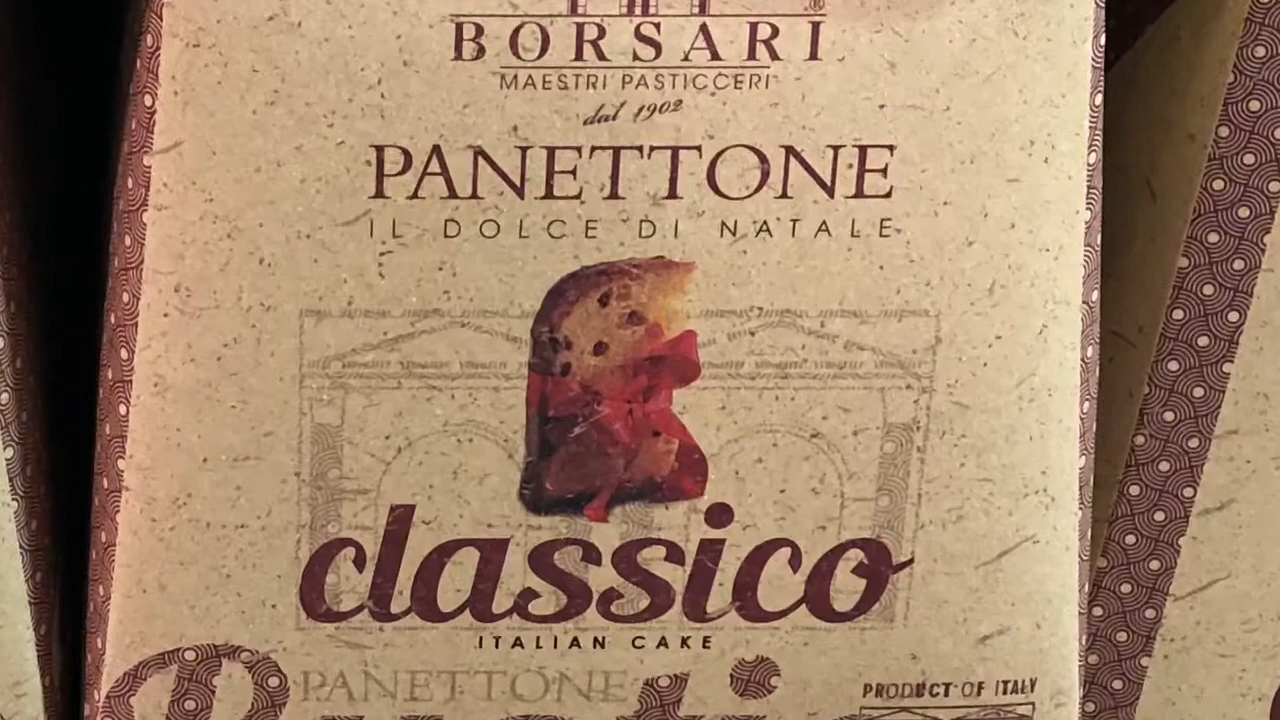 BORSARI®
MAESTRI PASTICCERI
dal 1902
PANETTONE
IL DOLCE DI NATALE
classico
ITALIAN CAKE
PANETTONE
PRODUCT OF ITALY